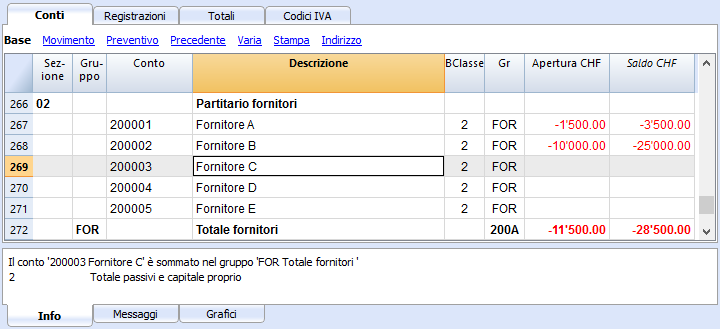 Conti Registrazioni Totali Codici IVA
Base Movimento Preventivo Precedente Varia Stampa Indirizzo
Sez-ione Gru-ppo Conto Descrizione BClasse Gr Apertura CHF Saldo CHF
266 02 Partitario fornitori
267 200001 Fornitore A 2 FOR -1'500.00 -3'500.00
268 200002 Fornitore B 2 FOR -10'000.00 -25'000.00
269 200003 Fornitore C 2 FOR
270 200004 Fornitore D 2 FOR
271 200005 Fornitore E 2 FOR
272 FOR Totale fornitori 200A -11'500.00 -28'500.00
Il conto '200003 Fornitore C' è sommato nel gruppo 'FOR Totale fornitori '
2 Totale passivi e capitale proprio
Info Messaggi Grafici